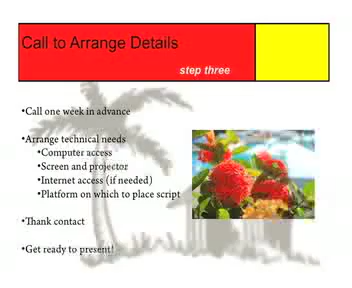 Call to Arrange Details
step three
•Call one week in advance
•Arrange technical needs
•Computer access
•Screen and projector
•Internet access (if needed)
•Platform on which to place script
•Thank contact
•Get ready to present!